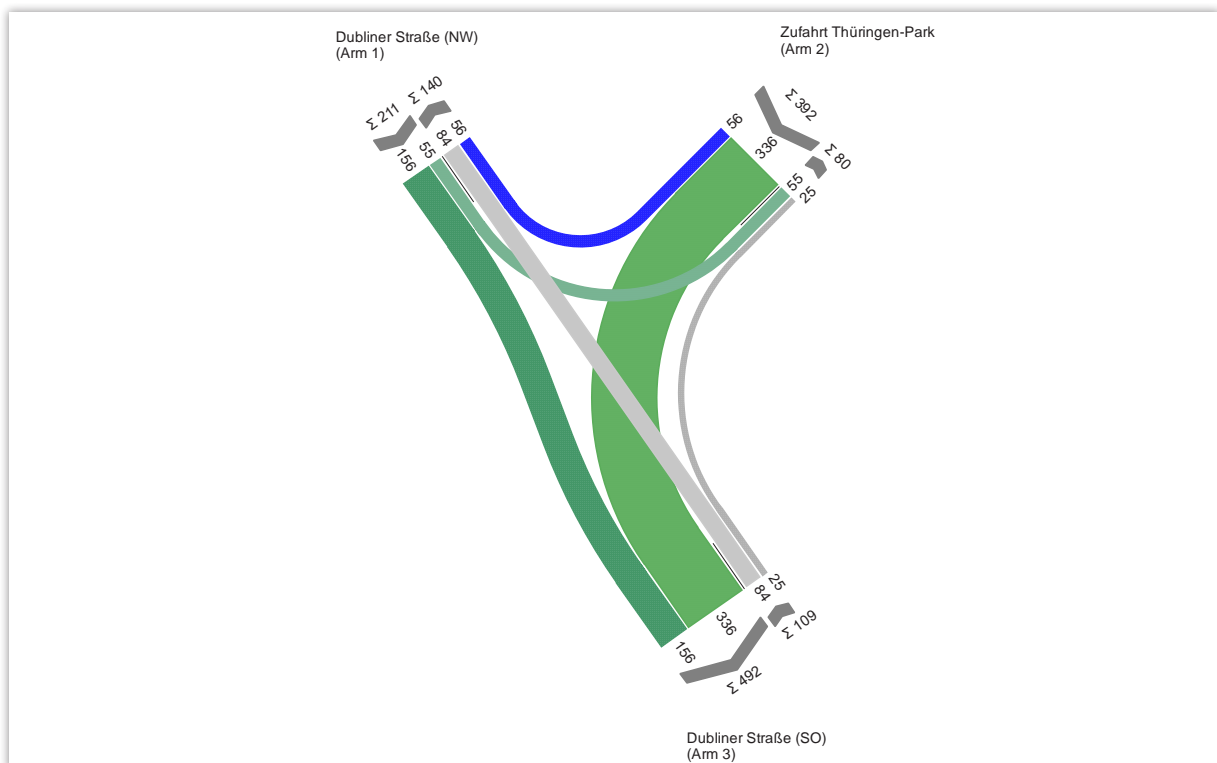 Dubliner Straße (NW)
(Arm 1)
Zufahrt Thüringen-Park
(Arm 2)
Σ 211
Σ 140
156
55
84
56
56
336
55
25
Σ 392
Σ 80
156
336
84
25
Σ 492
Σ 109
Dubliner Straße (SO)
(Arm 3)